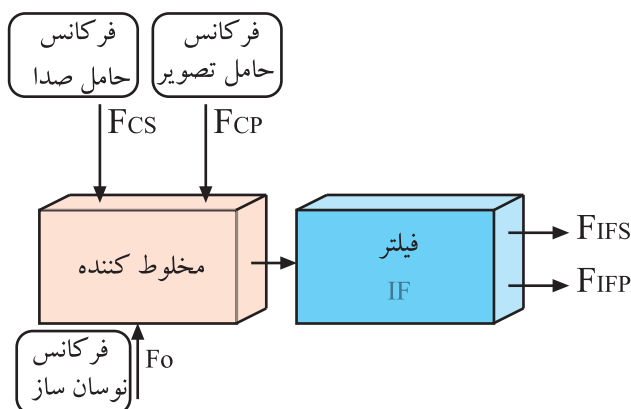 فرکانس
حامل صدا
فرکانس
حامل تصویر
FCS
FCP
مخلوط کننده
فیلتر
IF
FIFS
FIFP
فرکانس
نوسان ساز
Fo